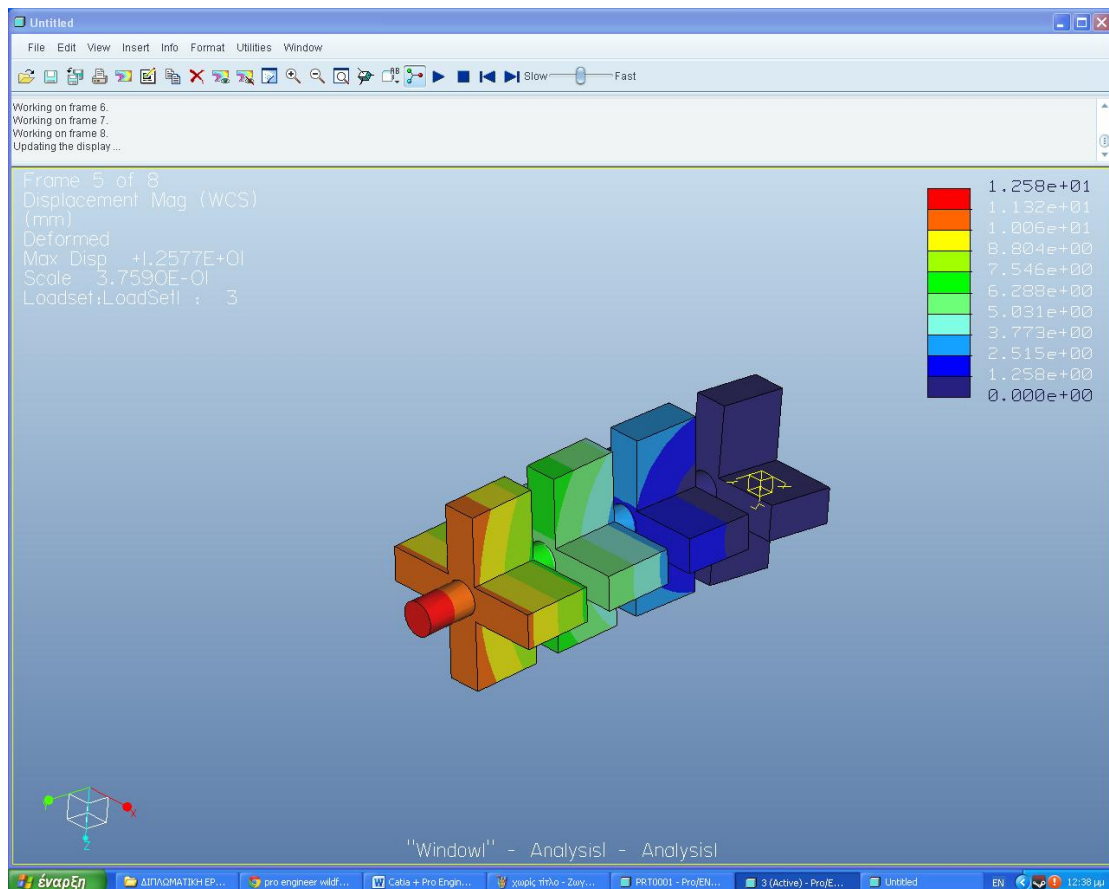 Untitled
File Edit View Insert Info Format Utilities Window
Slow Fast
Working on frame 6.
Working on frame 7.
Working on frame 8.
Updating the display ...
Frame 5 of 8
Displacement Mag (WCS)
(mm)
Deformed
Max Disp +1.2577E+01
Scale 3.7590E-01
Loadset:LoadSet1 : 3
1.258e+01
1.132e+01
1.006e+01
8.804e+00
7.546e+00
6.288e+00
5.031e+00
3.773e+00
2.515e+00
1.258e+00
0.000e+00
X
Z
"Window1" - Analysis1 - Analysis1
έναρξη ΔΙΠΛΩΜΑΤΙΚΗ ΕΡ... pro engineer wildf... Catia + Pro Engin... χωρίς τίτλο - Ζωγ... PRT0001 - Pro/EN... 3 (Active) - Pro/E... Untitled EN 12:38 μμ